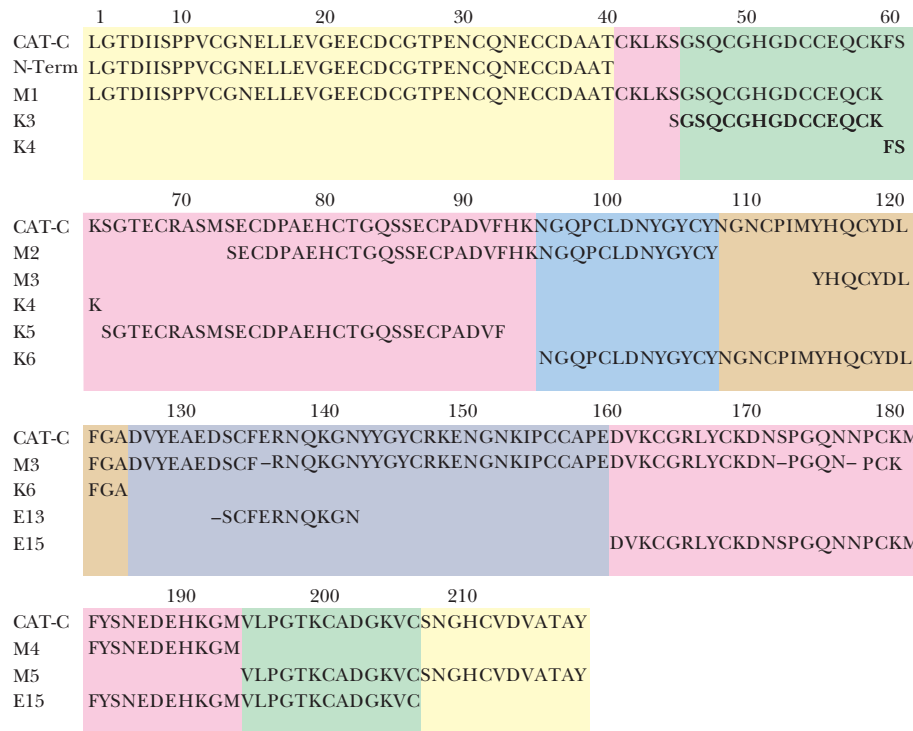 1 10 20 30 40 50 60
CAT-C LGTDIISPPVCGNELLEVGEECDCGTPENCQNECCDAATCKLKSGSQCGHGDCCEQCKFS
N-Term LGTDIISPPVCGNELLEVGEECDCGTPENCQNECCDAAT
M1 LGTDIISPPVCGNELLEVGEECDCGTPENCQNECCDAATCKLKSGSQCGHGDCCEQCK
K3 SGSQCGHGDCCEQCK
K4 FS
70 80 90 100 110 120
CAT-C KSGTECRASMSECDPAEHCTGQSSECPADVFHKNGQPCLDNYGYCYNGNCPIMYHQCYDL
M2 SECDPAEHCTGQSSECPADVFHKNGQPCLDNYGYCY
M3 YHQCYDL
K4 K
K5 SGTECRASMSECDPAEHCTGQSSECPADVF
K6 NGQPCLDNYGYCYNGNCPIMYHQCYDL
130 140 150 160 170 180
CAT-C FGADVYEAEDSCFERNQKGNYYGYCRKENGNKIPCCAPEDVKCGRLYCKDNSPGQNNPCKM
M3 FGADVYEAEDSCF–RNQKGNYYGYCRKENGNKIPCCAPEDVKCGRLYCKDN–PGQN– PCK
K6 FGA
E13 –SCFERNQKGN
E15 DVKCGRLYCKDNSPGQNNPCKM
190 200 210
CAT-C FYSNEDEHKGMVLPGTKCADGKVCSNGHCVDVATAY
M4 FYSNEDEHKGM
M5 VLPGTKCADGKVCSNGHCVDVATAY
E15 FYSNEDEHKGMVLPGTKCADGKVC